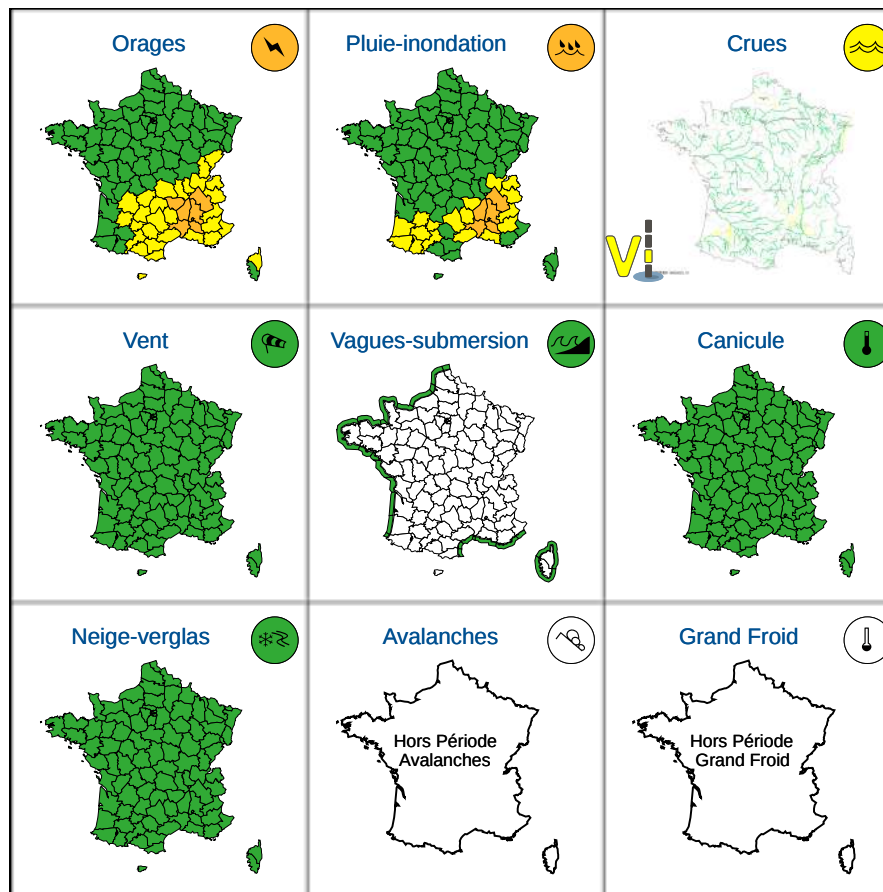 Orages
Pluie-inondation
Crues
Vent
Vagues-submersion
Canicule
Neige-verglas
Avalanches
Grand Froid
Hors Période
Avalanches
Hors Période
Grand Froid